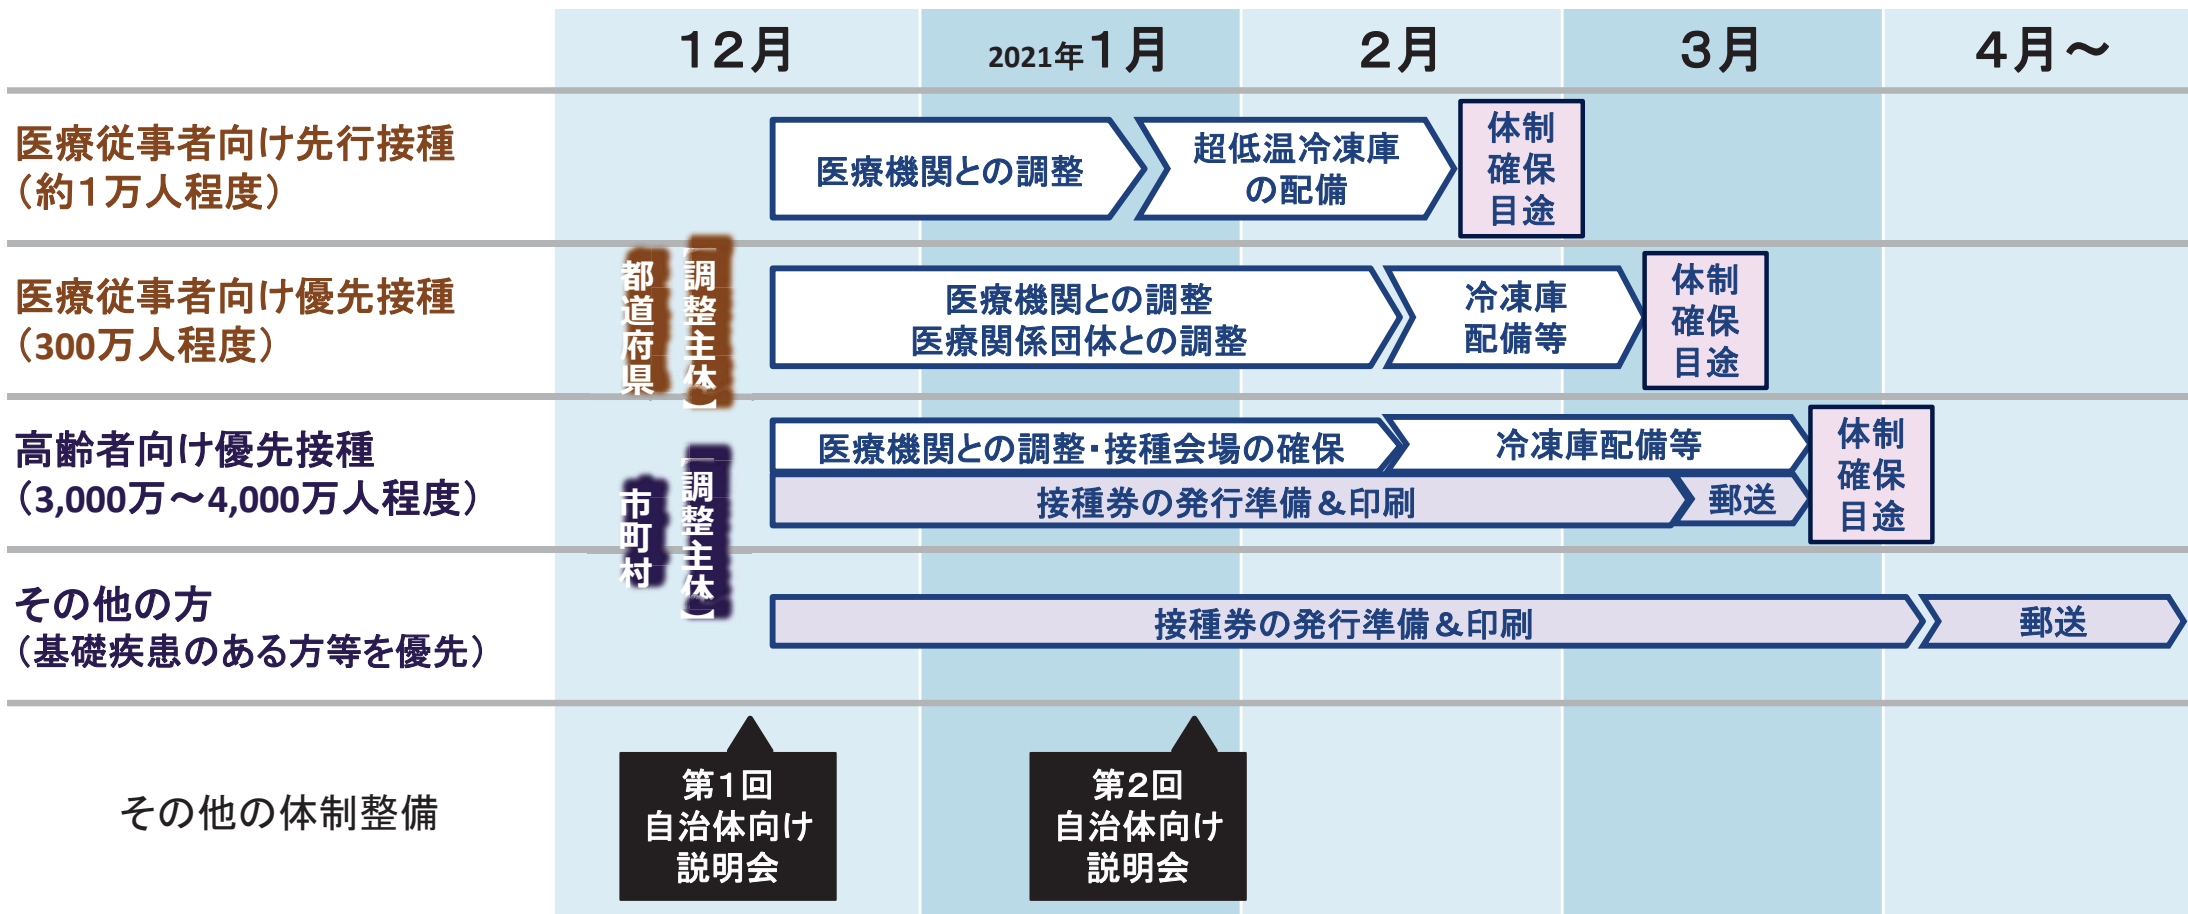 12月
2021年1月
2月
3月
4月～
医療従事者向け先行接種
（約1万人程度）
医療機関との調整
超低温冷凍庫
の配備
体制
確保
目途
医療従事者向け優先接種
（300万人程度）
【調整主体】
都道府県
医療機関との調整
医療関係団体との調整
冷凍庫
配備等
体制
確保
目途
高齢者向け優先接種
（3,000万～4,000万人程度）
【調整主体】
市町村
医療機関との調整・接種会場の確保
冷凍庫配備等
接種券の発行準備＆印刷
郵送
体制
確保
目途
その他の方
（基礎疾患のある方等を優先）
接種券の発行準備＆印刷
郵送
その他の体制整備
第1回
自治体向け
説明会
第2回
自治体向け
説明会